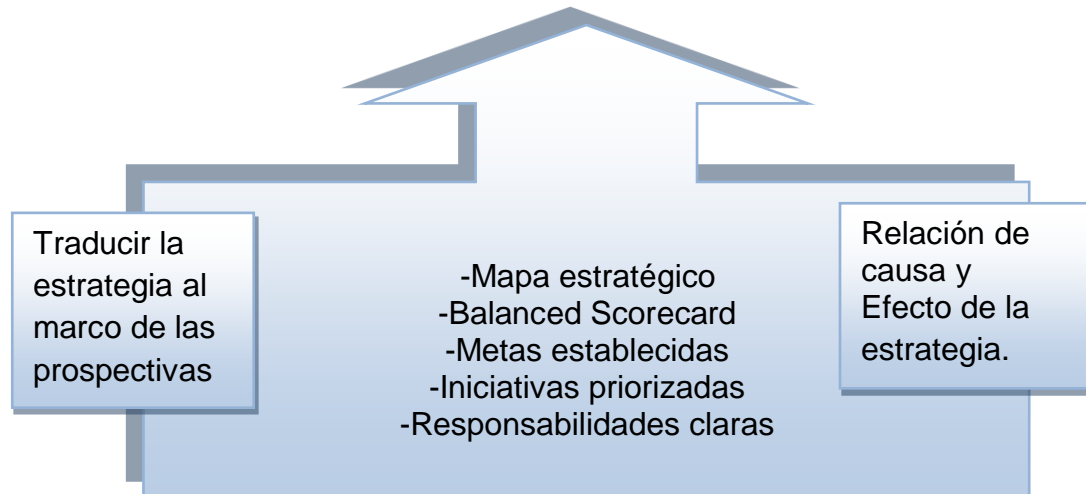 Traducir la
estrategia al
marco de las
prospectivas
-Mapa estratégico
-Balanced Scorecard
-Metas establecidas
-Iniciativas priorizadas
-Responsabilidades claras
Relación de
causa y
Efecto de la
estrategia.